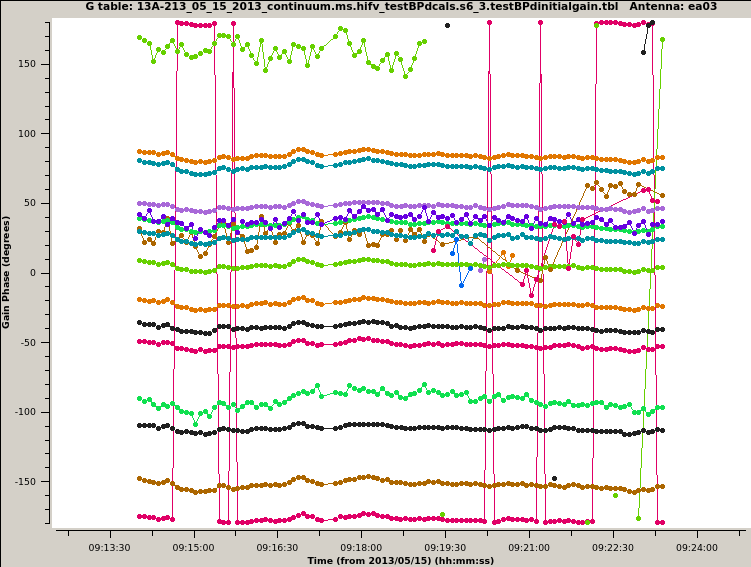 G table: 13A-213_05_15_2013_continuum.ms.hifv_testBPdcals.s6_3.testBPdinitialgain.tbl   Antenna: ea03
Gain Phase (degrees)
150
100
50
0
-50
-100
-150
09:13:30 09:15:00 09:16:30 09:18:00 09:19:30 09:21:00 09:22:30 09:24:00
Time (from 2013/05/15) (hh:mm:ss)